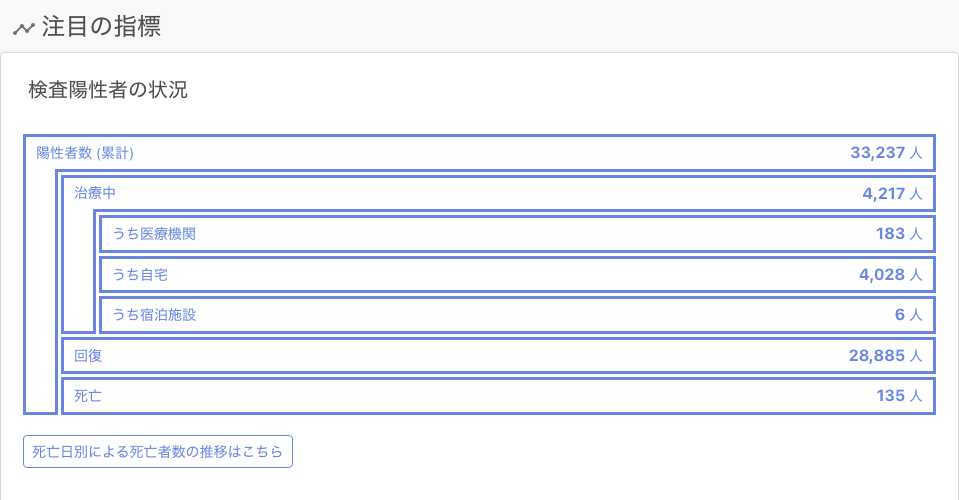 注目の指標
検査陽性者の状況
陽性者数 (累計) 33,237 人
治療中 4,217 人
うち医療機関 183 人
うち自宅 4,028 人
うち宿泊施設 6 人
回復 28,885 人
死亡 135 人
死亡日別による死亡者数の推移はこちら